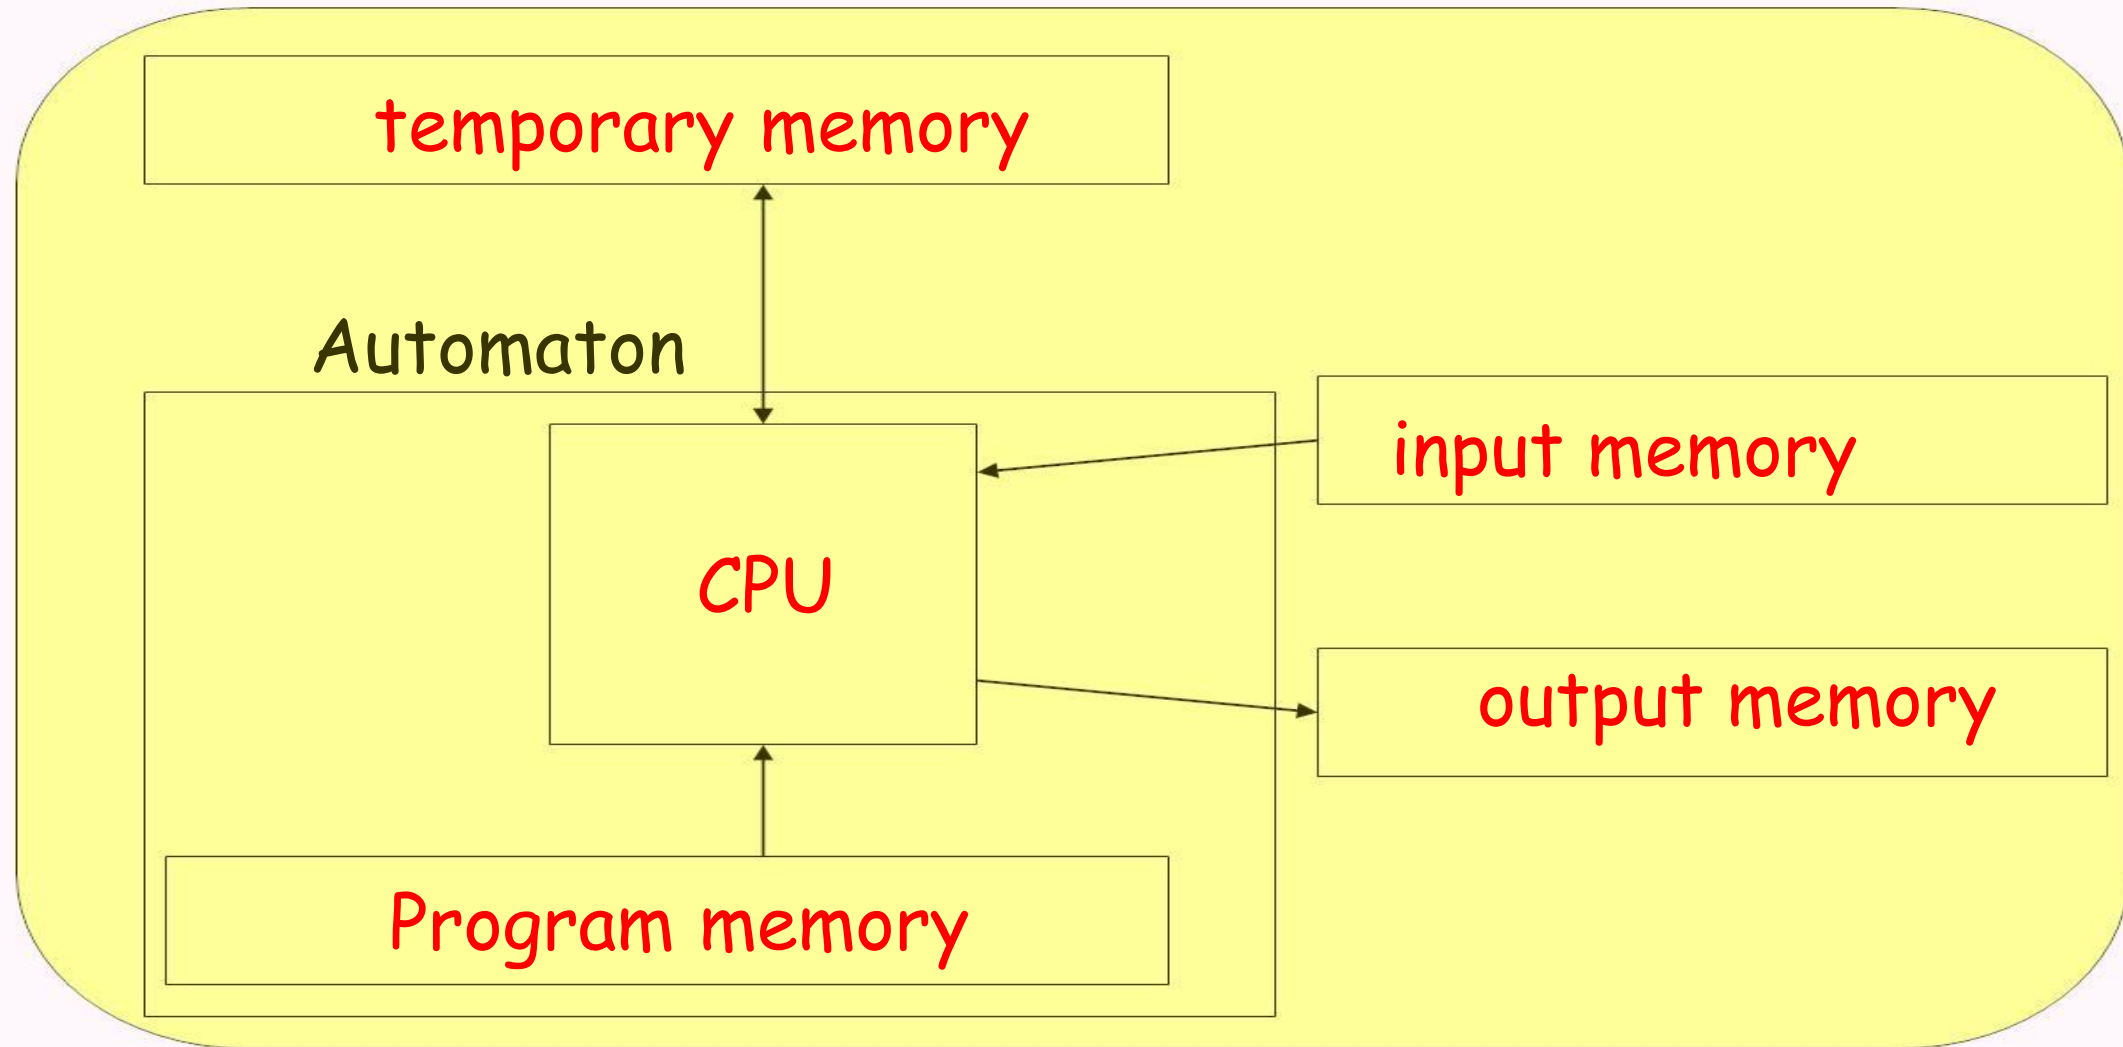 temporary memory
Automaton
input memory
CPU
output memory
Program memory